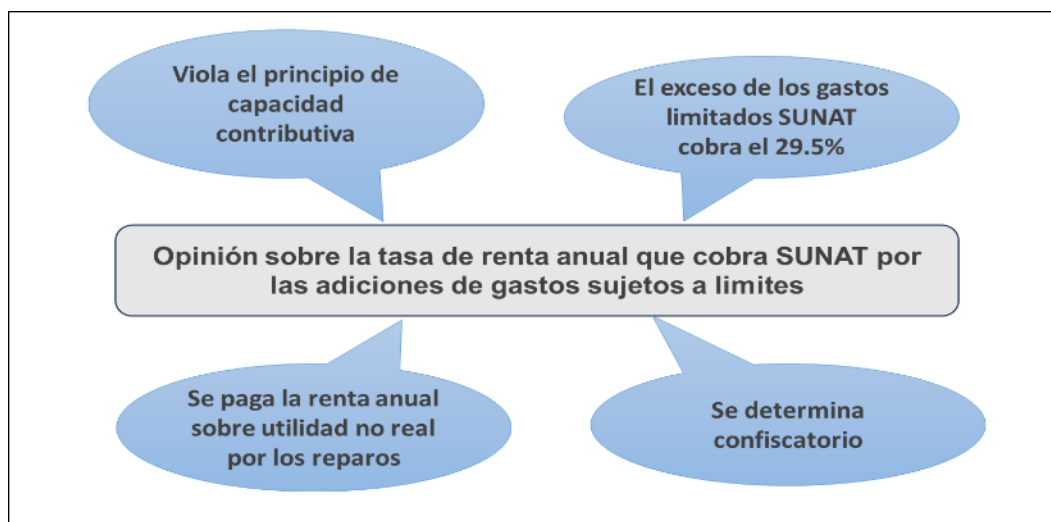 Viola el principio de
capacidad
contributiva
El exceso de los gastos
limitados SUNAT
cobra el 29.5%
Opinión sobre la tasa de renta anual que cobra SUNAT por
las adiciones de gastos sujetos a limites
Se paga la renta anual
sobre utilidad no real
por los reparos
Se determina
confiscatorio